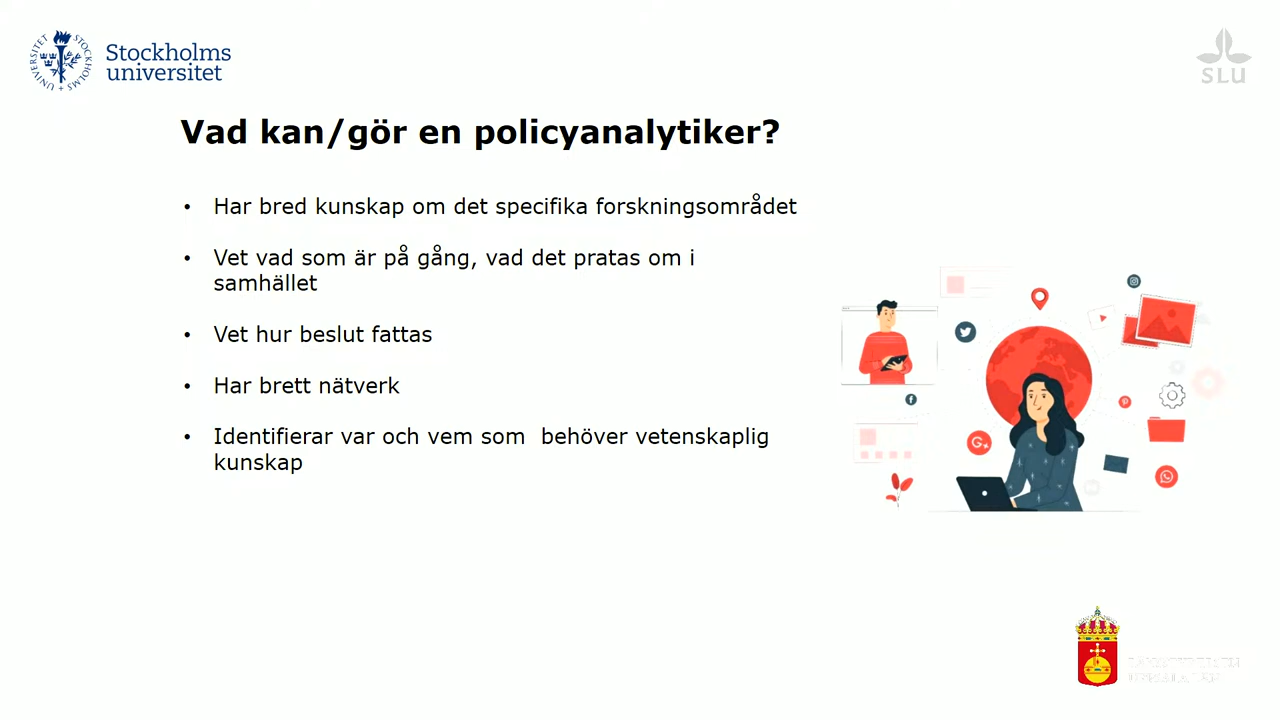 Stockholms
universitet
SLU
Vad kan/gör en policyanalytiker?
• Har bred kunskap om det specifika forskningsområdet
• Vet vad som är på gång, vad det pratas om i
samhället
• Vet hur beslut fattas
• Har brett nätverk
• Identifierar var och vem som  behöver vetenskaplig
kunskap